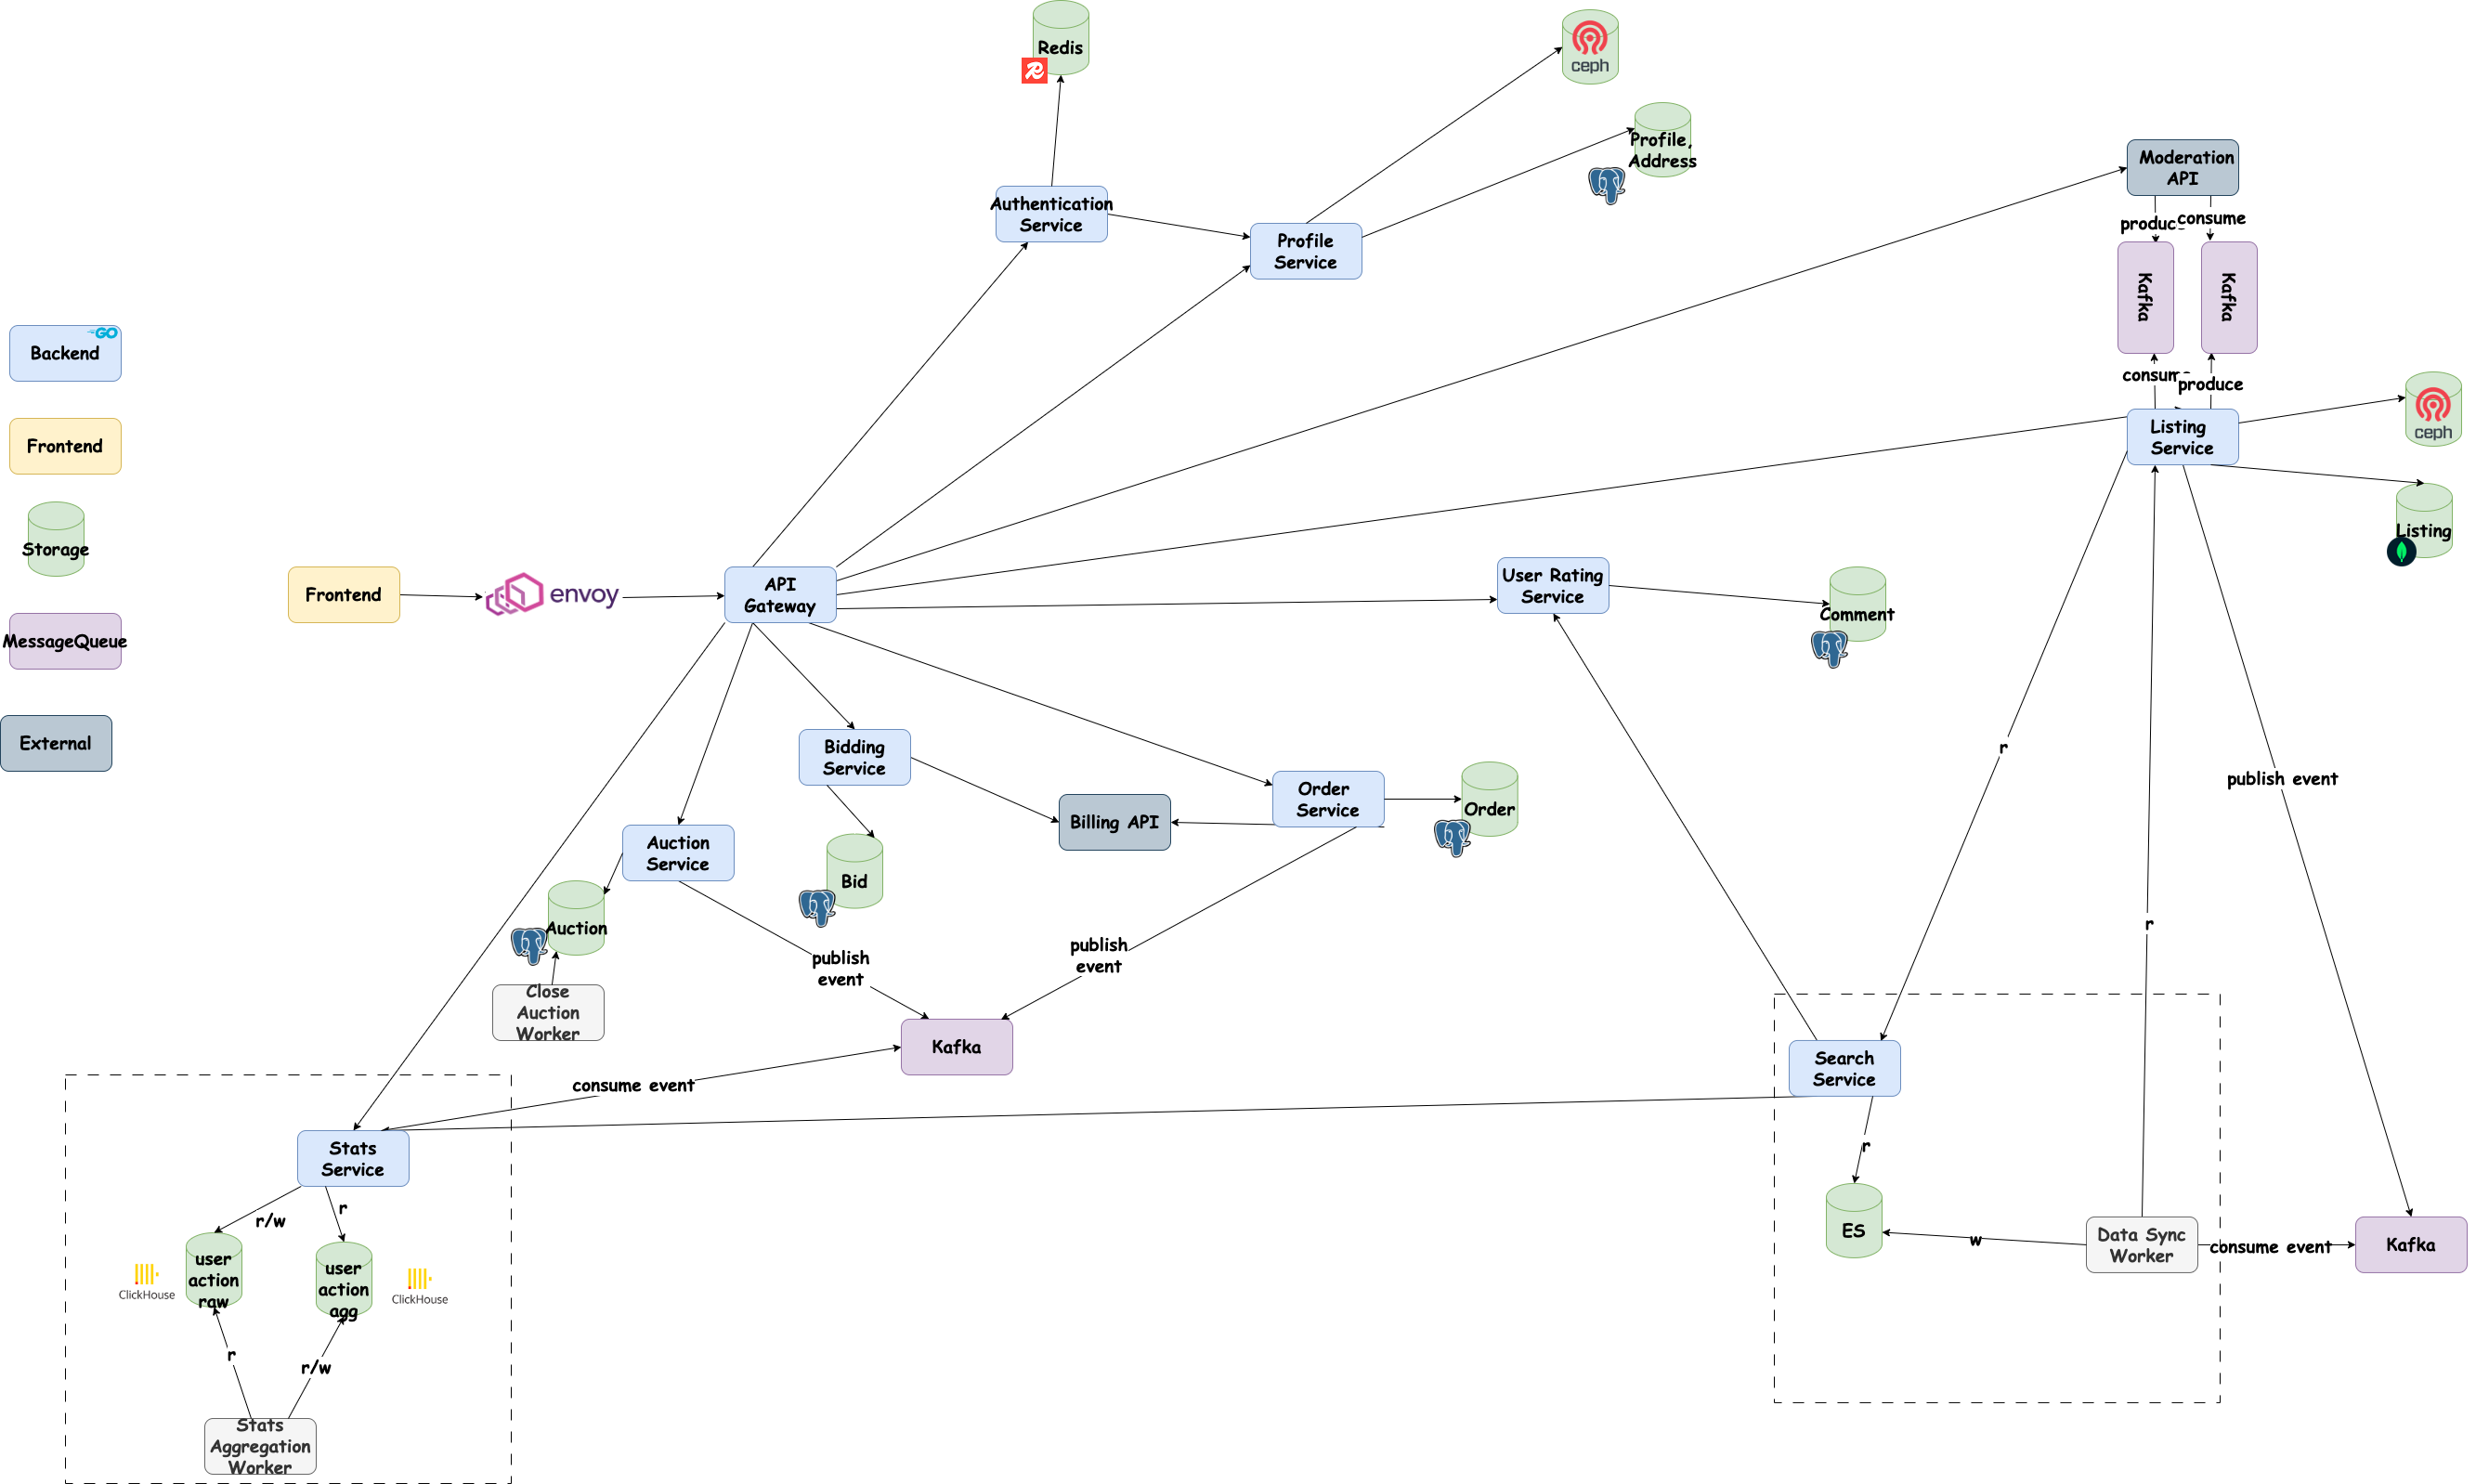 Redis
ceph
Profile,
Address
Moderation
API
Authentication
Service
Profile
Service
produc
consume
Kafka
Kafka
GO
Backend
consum
produce
ceph
Listing
Service
Frontend
Storage
Listing
Frontend
envoy
API
Gateway
User Rating
Service
Comment
MessageQueue
External
Bidding
Service
r
publish event
Order
Service
Order
Billing API
Auction
Service
Bid
Auction
r
publish
event
publish
event
Close
Auction
Worker
Kafka
consume event
Search
Service
Stats
Service
r
r/w
r
ES
w
Data Sync
Worker
consume event
Kafka
user
action
raw
user
action
agg
ClickHouse
ClickHouse
r
r/w
Stats
Aggregation
Worker